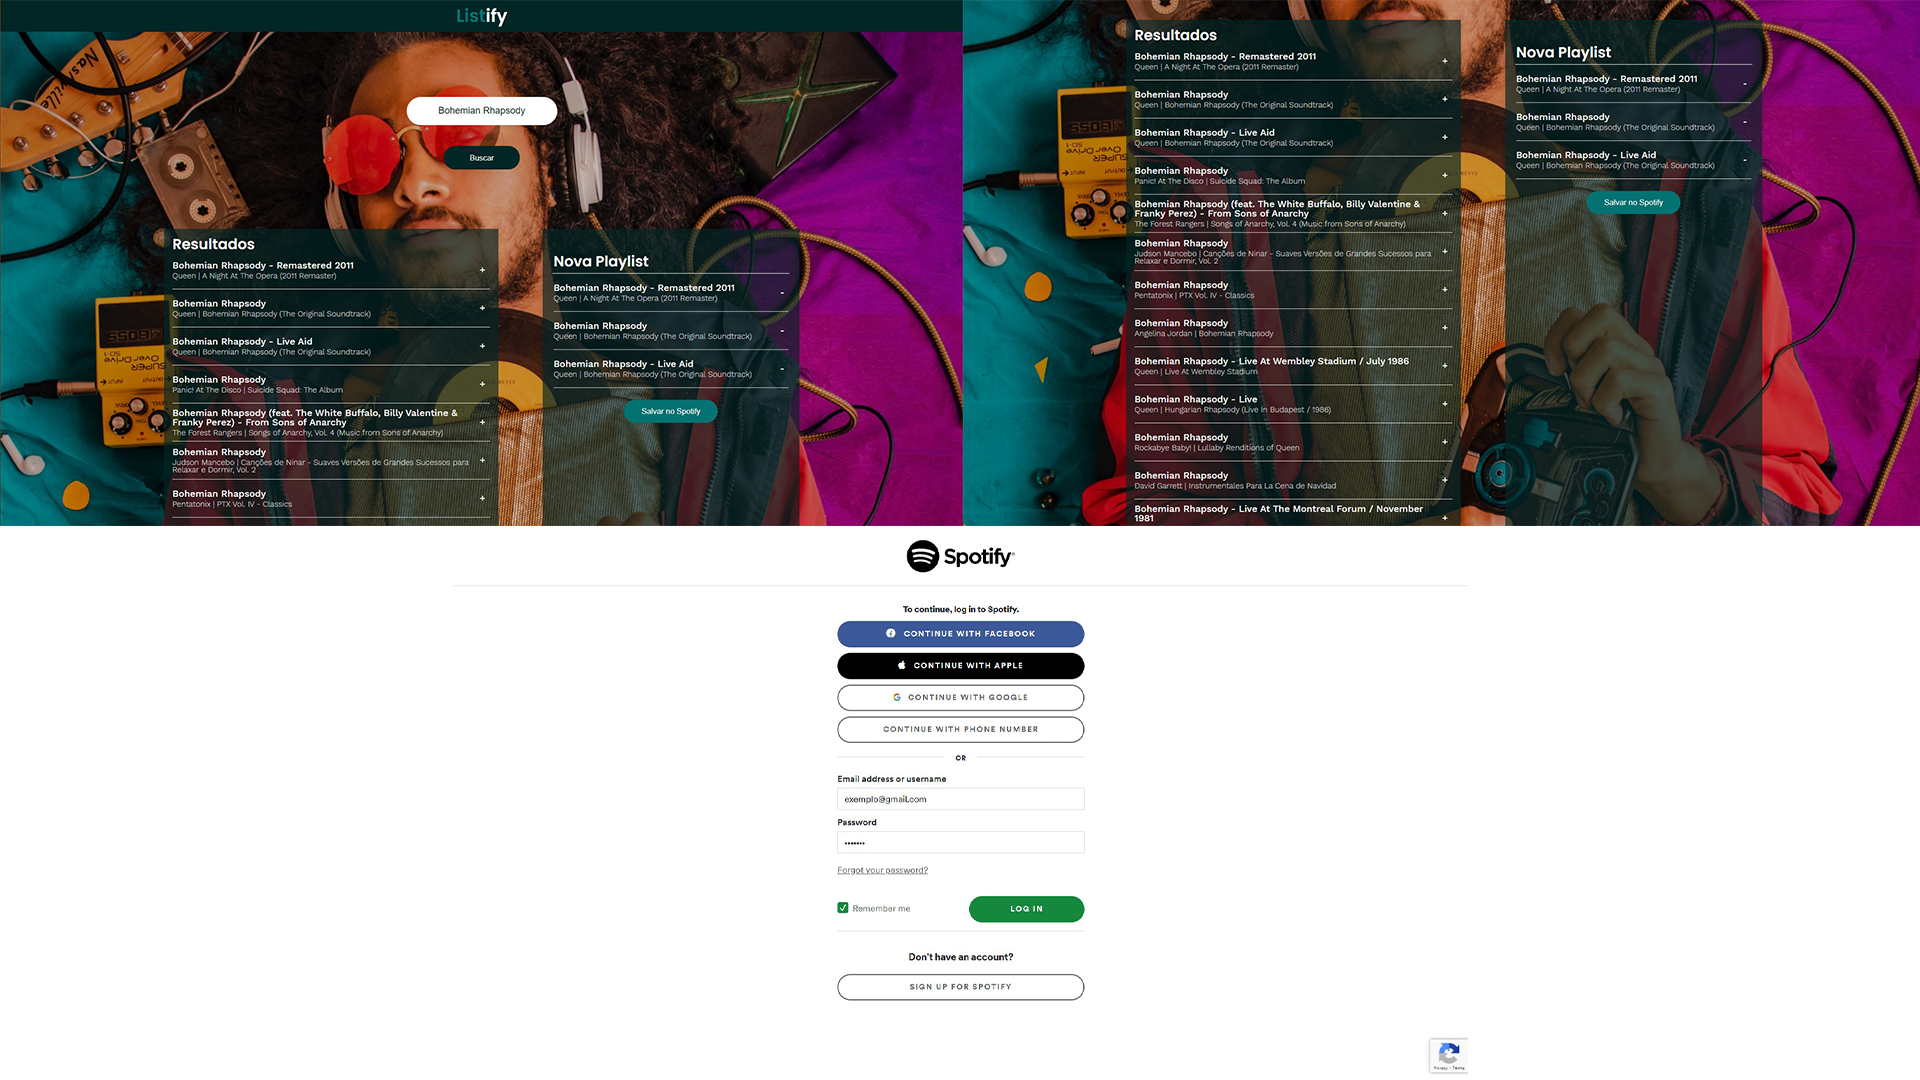 Listify
Bohemian Rhapsody
Buscar
Resultados
Bohemian Rhapsody - Remastered 2011
Queen | A Night At The Opera (2011 Remaster)
+
Bohemian Rhapsody
Queen | Bohemian Rhapsody (The Original Soundtrack)
+
Bohemian Rhapsody - Live Aid
Queen | Bohemian Rhapsody (The Original Soundtrack)
+
Bohemian Rhapsody
Panic! At The Disco | Suicide Squad: The Album
+
Bohemian Rhapsody (feat. The White Buffalo, Billy Valentine &
Franky Perez) - From Sons of Anarchy
The Forest Rangers | Songs of Anarchy, Vol. 4 (Music from Sons of Anarchy)
+
Bohemian Rhapsody
Judson Mancebo | Canções de Ninar - Suaves Versões de Grandes Sucessos para
Relaxar e Dormir, Vol. 2
+
Bohemian Rhapsody
Pentatonix | PTX Vol. IV - Classics
+
Nova Playlist
Bohemian Rhapsody - Remastered 2011
Queen | A Night At The Opera (2011 Remaster)
-
Bohemian Rhapsody
Queen | Bohemian Rhapsody (The Original Soundtrack)
-
Bohemian Rhapsody - Live Aid
Queen | Bohemian Rhapsody (The Original Soundtrack)
-
Salvar no Spotify
Resultados
Bohemian Rhapsody - Remastered 2011
Queen | A Night At The Opera (2011 Remaster)
+
Bohemian Rhapsody
Queen | Bohemian Rhapsody (The Original Soundtrack)
+
Bohemian Rhapsody - Live Aid
Queen | Bohemian Rhapsody (The Original Soundtrack)
+
Bohemian Rhapsody
Panic! At The Disco | Suicide Squad: The Album
+
Bohemian Rhapsody (feat. The White Buffalo, Billy Valentine &
Franky Perez) - From Sons of Anarchy
The Forest Rangers | Songs of Anarchy, Vol. 4 (Music from Sons of Anarchy)
+
Bohemian Rhapsody
Judson Mancebo | Canções de Ninar - Suaves Versões de Grandes Sucessos para
Relaxar e Dormir, Vol. 2
+
Bohemian Rhapsody
Pentatonix | PTX Vol. IV - Classics
+
Bohemian Rhapsody
Angelina Jordan | Bohemian Rhapsody
+
Bohemian Rhapsody - Live At Wembley Stadium / July 1986
Queen | Live At Wembley Stadium
+
Bohemian Rhapsody - Live
Queen | Hungarian Rhapsody (Live In Budapest / 1986)
+
Bohemian Rhapsody
Rockabye Baby! | Lullaby Renditions of Queen
+
Bohemian Rhapsody
David Garrett | Instrumentales Para La Cena de Navidad
+
Bohemian Rhapsody - Live At The Montreal Forum / November
1981
+
Nova Playlist
Bohemian Rhapsody - Remastered 2011
Queen | A Night At The Opera (2011 Remaster)
-
Bohemian Rhapsody
Queen | Bohemian Rhapsody (The Original Soundtrack)
-
Bohemian Rhapsody - Live Aid
Queen | Bohemian Rhapsody (The Original Soundtrack)
-
Salvar no Spotify
Spotify
To continue, log in to Spotify.
CONTINUE WITH FACEBOOK
CONTINUE WITH APPLE
CONTINUE WITH GOOGLE
CONTINUE WITH PHONE NUMBER
OR
Email address or username
exemplo@gmail.com
Password
•••••••
Forgot your password?
Remember me
LOG IN
Don't have an account?
SIGN UP FOR SPOTIFY
Privacy - Terms